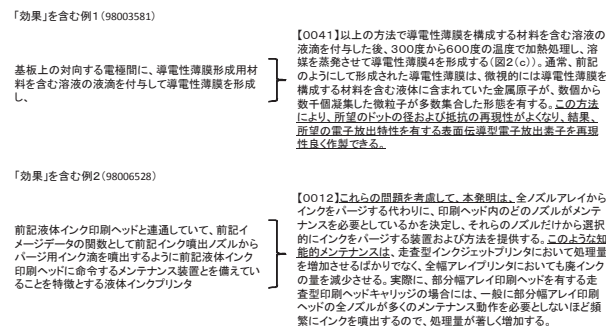 「効果」を含む例1(98003581)
基板上の対向する電極間に、導電性薄膜形成用材
料を含む溶液の液滴を付与して導電性薄膜を形成
し、
【0041】以上の方法で導電性薄膜を構成する材料を含む溶液の
液滴を付与した後、300度から600度の温度で加熱処理し、溶
媒を蒸発させて導電性薄膜4を形成する(図2(c))。通常、前記
のようにして形成された導電性薄膜は、微視的には導電性薄膜を
構成する材料を含む液体に含まれていた金属原子が、数個から
数千個凝集した微粒子が多数集合した形態を有する。この方法
により、所望のドットの径および抵抗の再現性がよくなり、結果、
所望の電子放出特性を有する表面伝導型電子放出素子を再現
性良く作製できる。
「効果」を含む例2(98006528)
前記液体インク印刷ヘッドと連通していて、前記イ
メージデータの関数として前記インク噴出ノズルから
パージ用インク滴を噴出するように前記液体インク
印刷ヘッドに命令するメンテナンス装置とを備えてい
ることを特徴とする液体インクプリンタ
【0012】これらの問題を考慮して、本発明は、全ノズルアレイから
インクをパージする代わりに、印刷ヘッド内のどのノズルがメンテ
ナンスを必要としているかを決定し、それらのノズルだけから選択
的にインクをパージする装置および方法を提供する。このような知
能的メンテナンスは、走査型インクジェットプリンタにおいて処理量
を増加させるばかりでなく、全幅アレイプリンタにおいても廃インク
の量を減少させる。実際に、部分幅アレイ印刷ヘッドを有する走
査型印刷ヘッドキャリッジの場合には、一般に部分幅アレイ印刷
ヘッドの全ノズルが多くのメンテナンス動作を必要としないほど頻
繁にインクを噴出するので、処理量が著しく増加する。